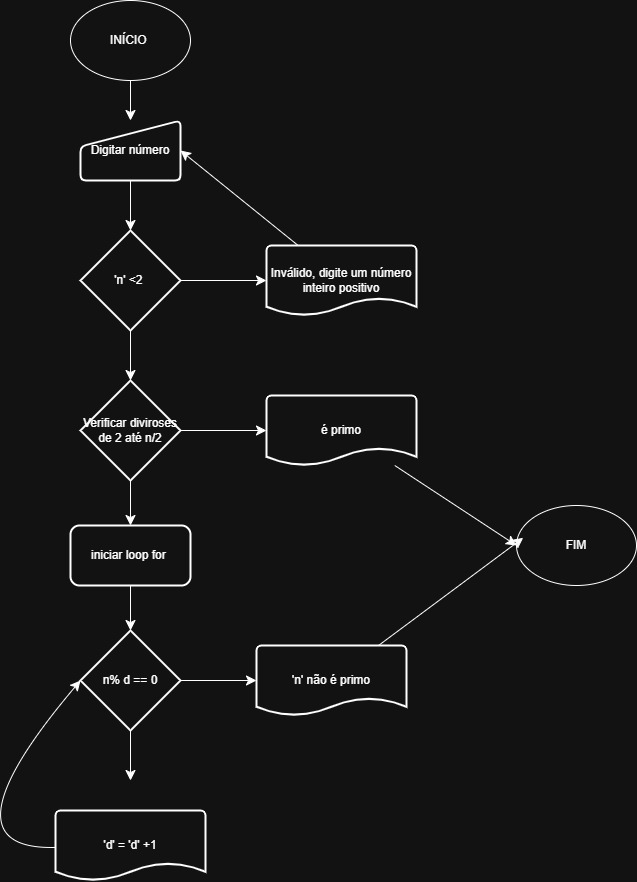 INÍCIO
Digitar número
'n' <2
Inválido, digite um número
inteiro positivo
Verificar diviroses
de 2 até n/2
é primo
FIM
iniciar loop for
n% d == 0
'n' não é primo
'd' = 'd' +1